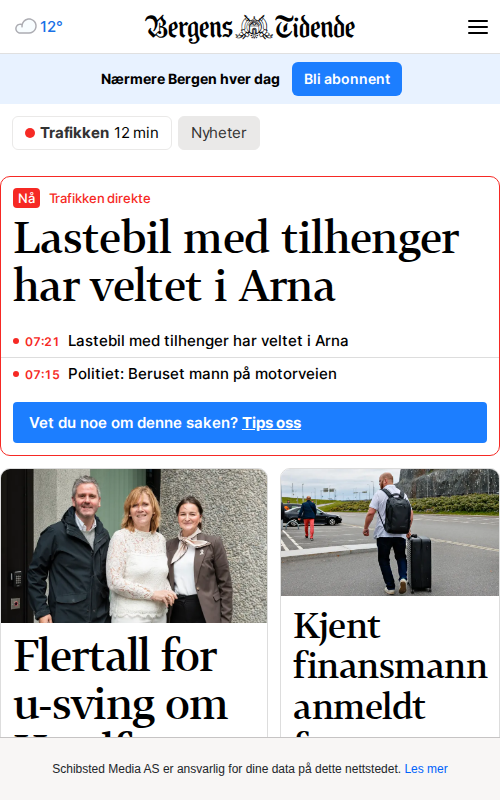 12°
Bergens Tidende
Nærmere Bergen hver dag
Bli abonnent
Trafikken 12 min
Nyheter
Nå Trafikken direkte
Lastebil med tilhenger
har veltet i Arna
07:21 Lastebil med tilhenger har veltet i Arna
07:15 Politiet: Beruset mann på motorveien
Vet du noe om denne saken? Tips oss
Flertall for
u-sving om
Kjent
finansmann
anmeldt
Schibsted Media AS er ansvarlig for dine data på dette nettstedet. Les mer